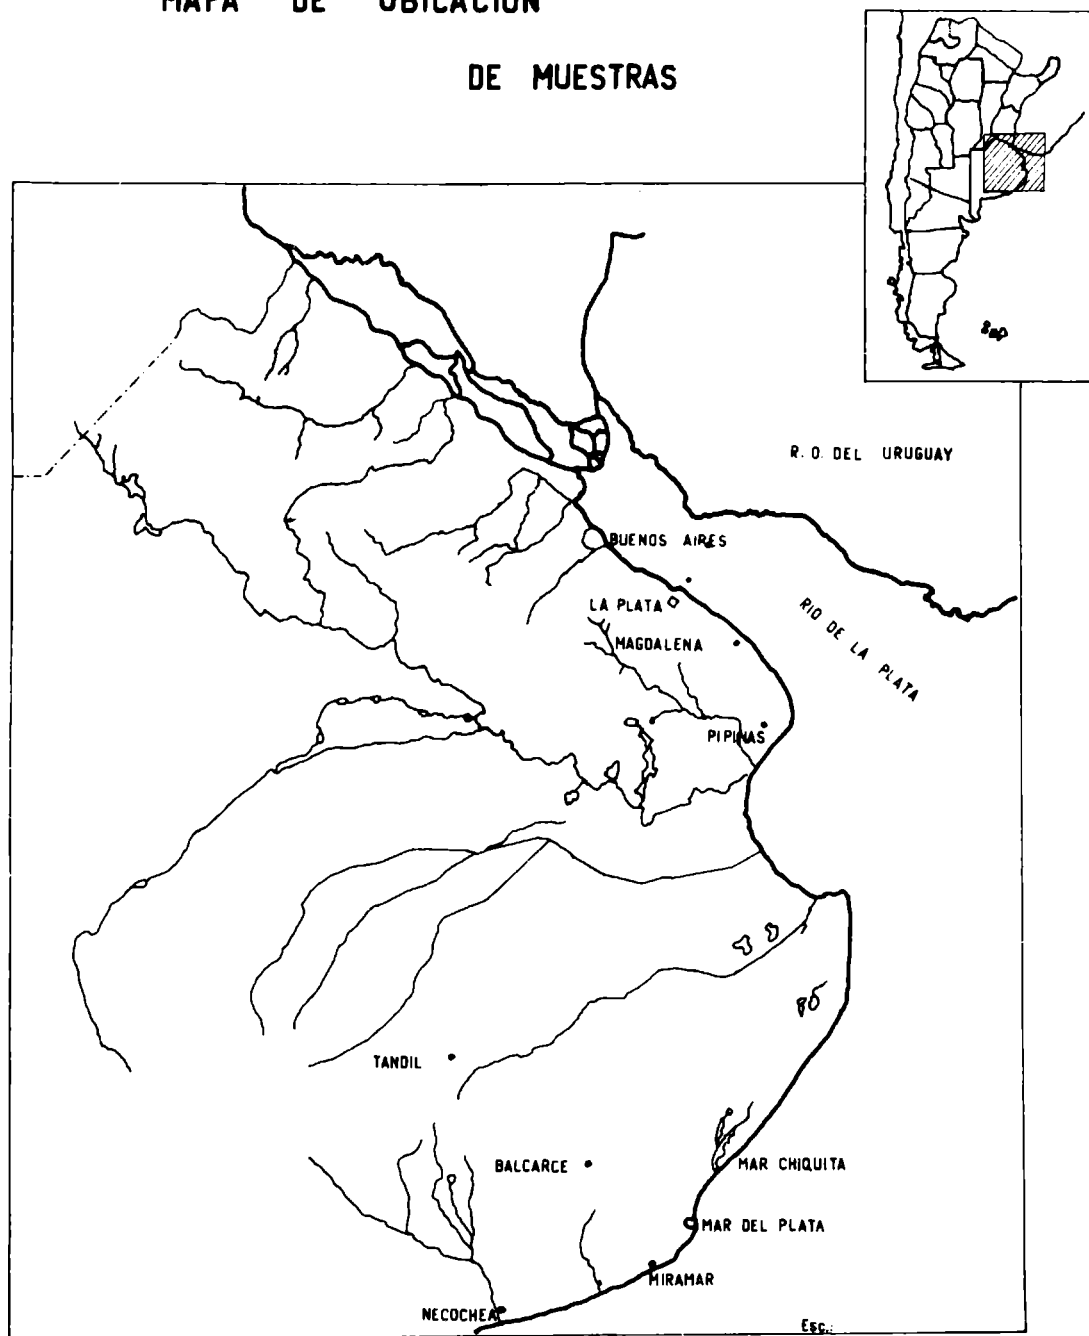 MAPA DE UBICACION
DE MUESTRAS
R. O. DEL URUGUAY
BUENOS AIRES
LA PLATA
RIO DE LA PLATA
MAGDALENA
PIPINAS
TANDIL
BALCARCE
MAR CHIQUITA
MAR DEL PLATA
MIRAMAR
NECOCHEA
Esc.: